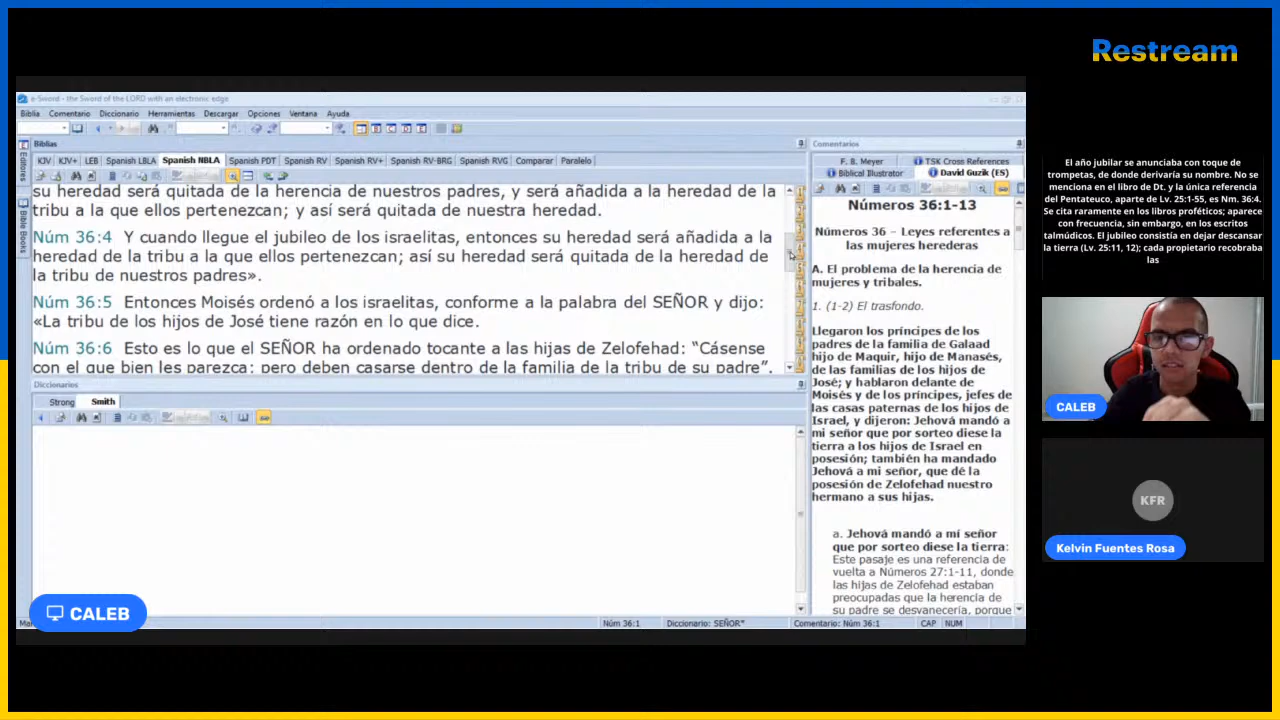 Restream
e-Sword - the Sword of the LORD with an electronic edge
Biblia Comentario Diccionario Herramientas Descargar Opciones Ventana Ayuda
Biblias
KJV KJV+ LEB Spanish LBLA Spanish NBLA Spanish PDT Spanish RV Spanish RV+ Spanish RV-BRG Spanish RVG Comparar Paralelo
Editores
Bible Books
su heredad será quitada de la herencia de nuestros padres, y será añadida a la heredad de la
tribu a la que ellos pertenezcan; y así será quitada de nuestra heredad.
Núm 36:4 Y cuando llegue el jubileo de los israelitas, entonces su heredad será añadida a la
heredad de la tribu a la que ellos pertenezcan; así su heredad será quitada de la heredad de
la tribu de nuestros padres».
Núm 36:5 Entonces Moisés ordenó a los israelitas, conforme a la palabra del SEÑOR y dijo:
«La tribu de los hijos de José tiene razón en lo que dice.
Núm 36:6 Esto es lo que el SEÑOR ha ordenado tocante a las hijas de Zelofehad: “Cásense
con el que bien les parezca; pero deben casarse dentro de la familia de la tribu de su padre”.
Diccionarios
Strong Smith
Comentarios
F. B. Meyer TSK Cross References
Biblical Illustrator David Guzik (ES)
Números 36:1-13
Números 36 – Leyes referentes a
las mujeres herederas
A. El problema de la herencia de
mujeres y tribales.
1. (1-2) El trasfondo.
Llegaron los príncipes de los
padres de la familia de Galaad
hijo de Maquir, hijo de Manasés,
de las familias de los hijos de
José; y hablaron delante de
Moisés y de los príncipes, jefes de
las casas paternas de los hijos de
Israel, y dijeron: Jehová mandó a
mi señor que por sorteo diese la
tierra a los hijos de Israel en
posesión; también ha mandado
Jehová a mi señor, que dé la
posesión de Zelofehad nuestro
hermano a sus hijas.
a. Jehová mandó a mí señor
que por sorteo diese la tierra:
Este pasaje es una referencia de
vuelta a Números 27:1-11, donde
las hijas de Zelofehad estaban
preocupadas que la herencia de
su padre se desvanecería, porque
Núm 36:1 Diccionario: SEÑOR* Comentario: Núm 36:1 CAP NUM
CALEB
El año jubilar se anunciaba con toque de
trompetas, de donde derivaría su nombre. No se
menciona en el libro de Dt. y la única referencia
del Pentateuco, aparte de Lv. 25:1-55, es Nm. 36:4.
Se cita raramente en los libros proféticos; aparece
con frecuencia, sin embargo, en los escritos
talmúdicos. El jubileo consistía en dejar descansar
la tierra (Lv. 25:11, 12); cada propietario recobraba
las
CALEB
KFR
Kelvin Fuentes Rosa